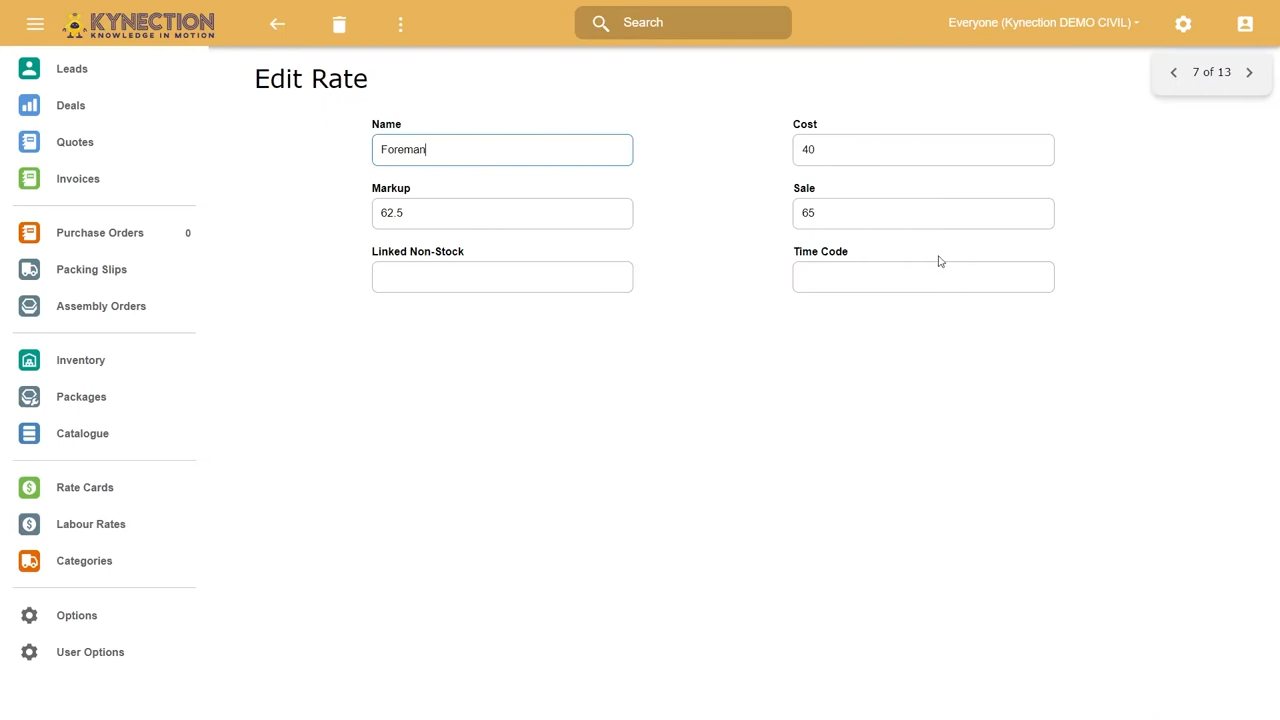 KYNECTION
KNOWLEDGE IN MOTION
Search
Everyone (Kynection DEMO CIVIL)
Leads
Deals
Quotes
Invoices
Purchase Orders 0
Packing Slips
Assembly Orders
Inventory
Packages
Catalogue
Rate Cards
Labour Rates
Categories
Options
User Options
Edit Rate
7 of 13
Name
Foreman
Cost
40
Markup
62.5
Sale
65
Linked Non-Stock
Time Code